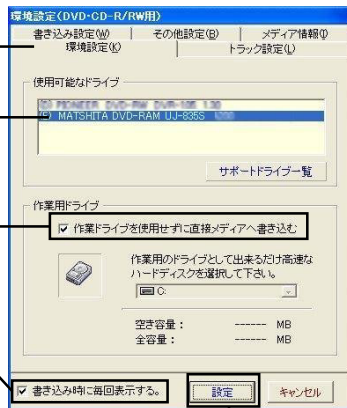 環境設定(DVD・CD-R/RW用)
書き込み設定(W) その他設定(B) メディア情報(I)
環境設定(K) トラック設定(L)
使用可能なドライブ
PIONEER DVD-RW DVR-106 1.30
MATSHITA DVD-RAM UJ-835S
サポートドライブ一覧
作業用ドライブ
作業ドライブを使用せずに直接メディアへ書き込む
作業用のドライブとして出来るだけ高速な
ハードディスクを選択して下さい。
C:
空き容量： ------ MB
全容量： ------ MB
書き込み時に毎回表示する。
設定 キャンセル